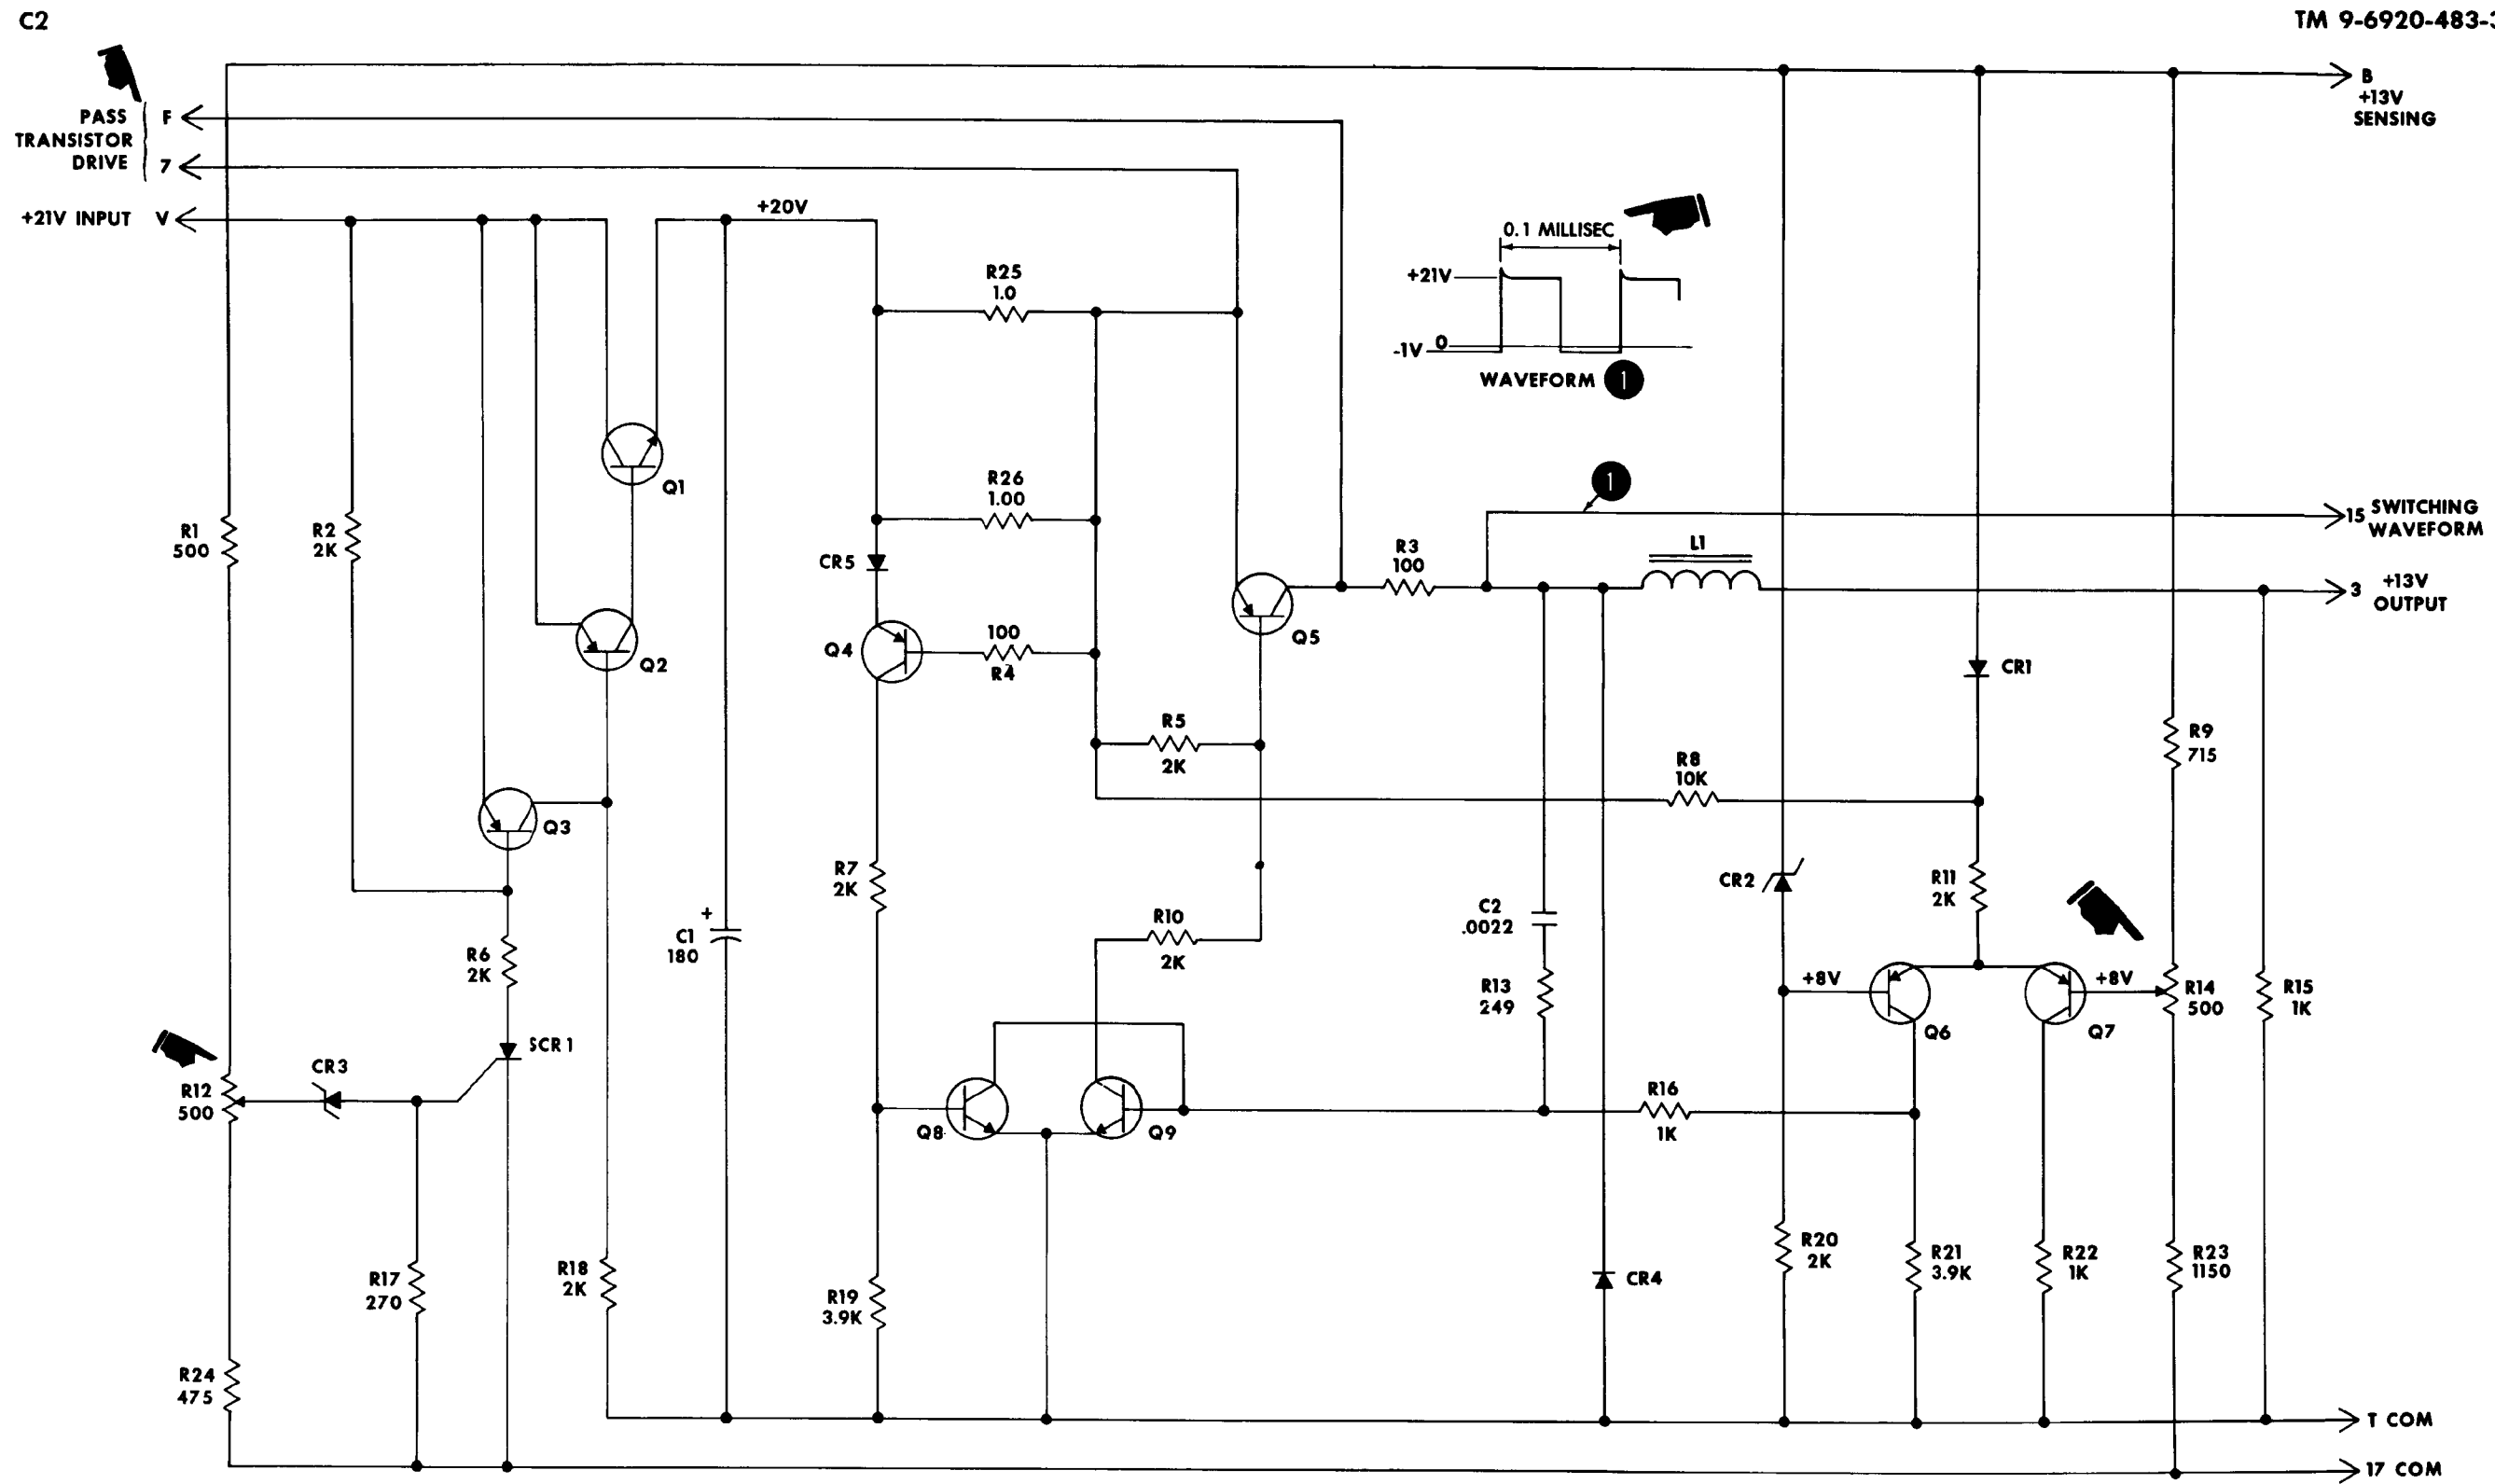 C2
TM 9-6920-483-
PASS
TRANSISTOR
DRIVE
F
7
+21V INPUT V
B
+13V
SENSING
+20V
0.1 MILLISEC
+21V
0
-1V
WAVEFORM 1
R25
1.0
Q1
R26
1.00
1
15 SWITCHING
WAVEFORM
R1
500
R2
2K
CR5
R3
100
L1
3 +13V
OUTPUT
Q2
Q4
100
R4
Q5
CR1
R5
2K
R9
715
R8
10K
Q3
R7
2K
CR2
R11
2K
+
C1
180
R10
2K
C2
.0022
R6
2K
R13
249
+8V
+8V
R14
500
R15
1K
Q6
Q7
SCR1
CR3
R12
500
R16
1K
Q8
Q9
R20
2K
R21
3.9K
R22
1K
R23
1150
R17
270
R18
2K
CR4
R19
3.9K
R24
475
T COM
17 COM